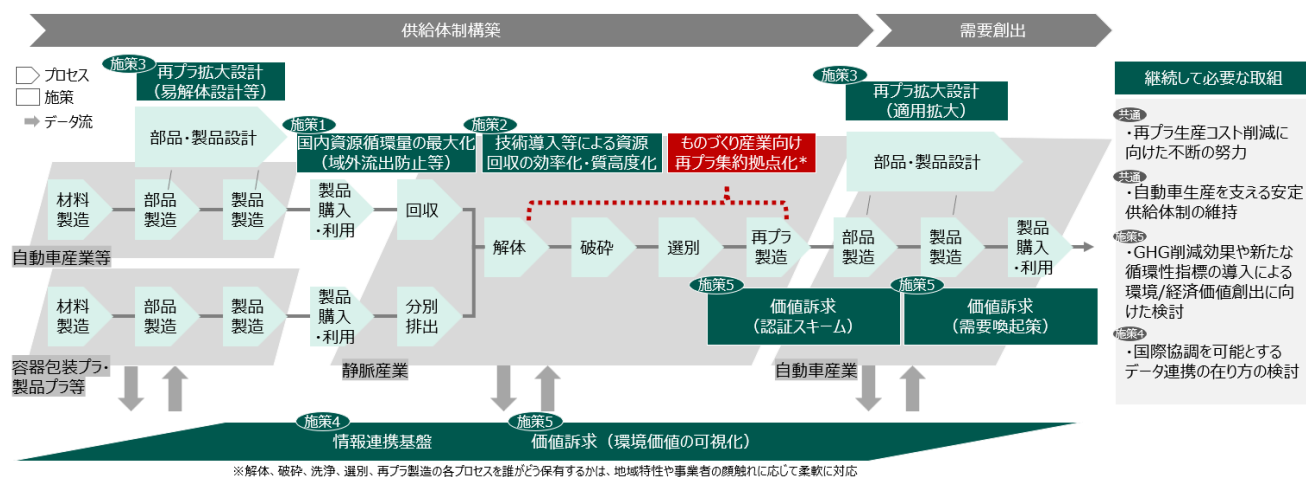 供給体制構築
需要創出
プロセス
施策
データ流
施策3
再プラ拡大設計
（易解体設計等）
部品・製品設計
施策1
国内資源循環量の最大化
（域外流出防止等）
施策2
技術導入等による資源
回収の効率化・質高度化
ものづくり産業向け
再プラ集約拠点化*
施策3
再プラ拡大設計
（適用拡大）
部品・製品設計
材料
製造
部品
製造
製品
製造
製品
購入
・利用
回収
自動車産業等
解体
破砕
選別
再プラ
製造
部品
製造
製品
製造
製品
購入
・利用
材料
製造
部品
製造
製品
製造
製品
購入
・利用
分別
排出
容器包装プラ・
製品プラ等
静脈産業
施策5
価値訴求
（認証スキーム）
施策5
価値訴求
（需要喚起策）
自動車産業
施策4
情報連携基盤
施策5
価値訴求（環境価値の可視化）
※解体、破砕、洗浄、選別、再プラ製造の各プロセスを誰がどう保有するかは、地域特性や事業者の顔触れに応じて柔軟に対応
継続して必要な取組
共通
・再プラ生産コスト削減に
向けた不断の努力
共通
・自動車生産を支える安定
供給体制の維持
施策5
・GHG削減効果や新たな
循環性指標の導入による
環境/経済価値創出に向
けた検討
施策4
・国際協調を可能とする
データ連携の在り方の検討